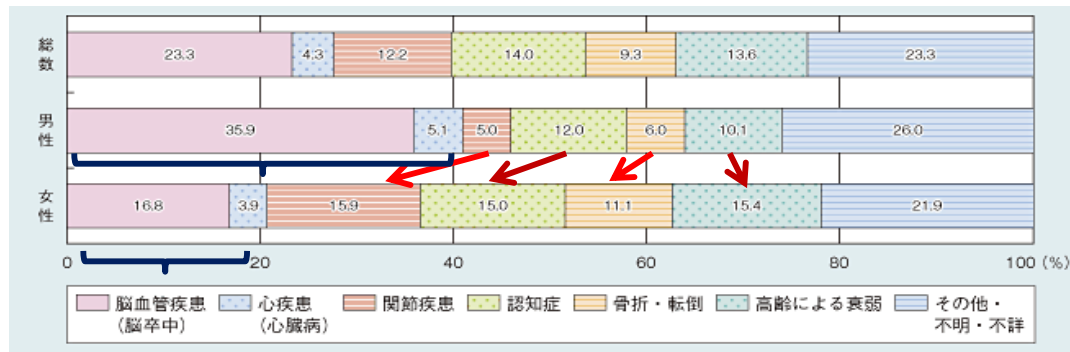 総数
23.3 4.3 12.2 14.0 9.3 13.6 23.3
男性
35.9 5.1 5.0 12.0 6.0 10.1 26.0
女性
16.8 3.9 15.9 15.0 11.1 15.4 21.9
0 20 40 60 80 100 (%)
脳血管疾患 心疾患 関節疾患 認知症 骨折・転倒 高齢による衰弱 その他・
(脳卒中) (心臓病) 不明・不詳